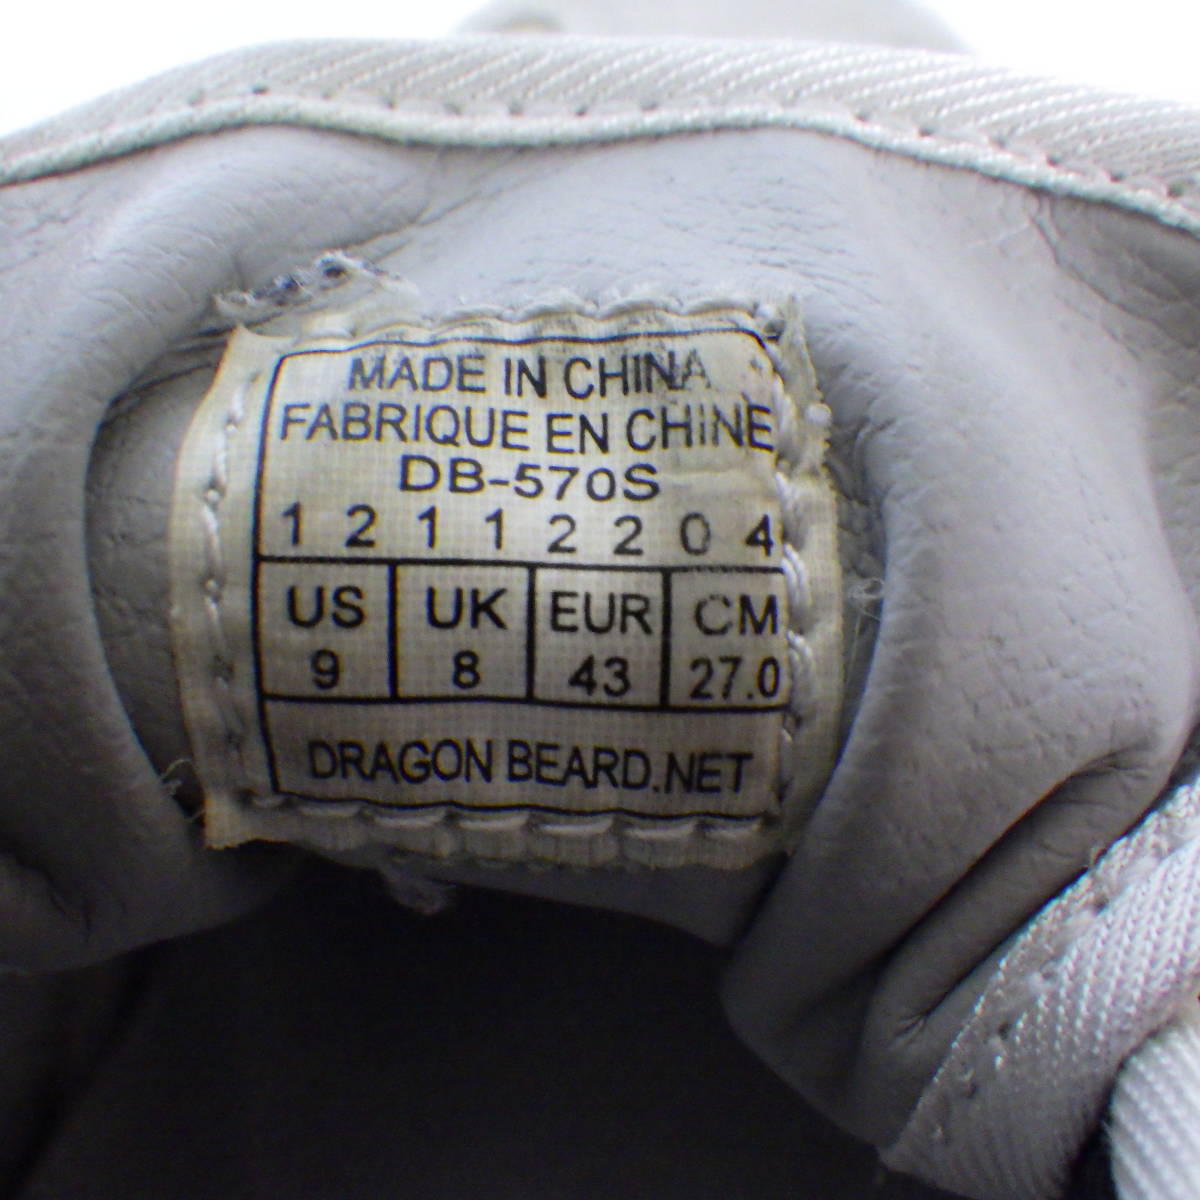 MADE IN CHINA
FABRIQUE EN CHINE
DB-570S
1 2 1 1 2 2 0 4
US UK EUR CM
9 8 43 27.0
DRAGON BEARD.NET